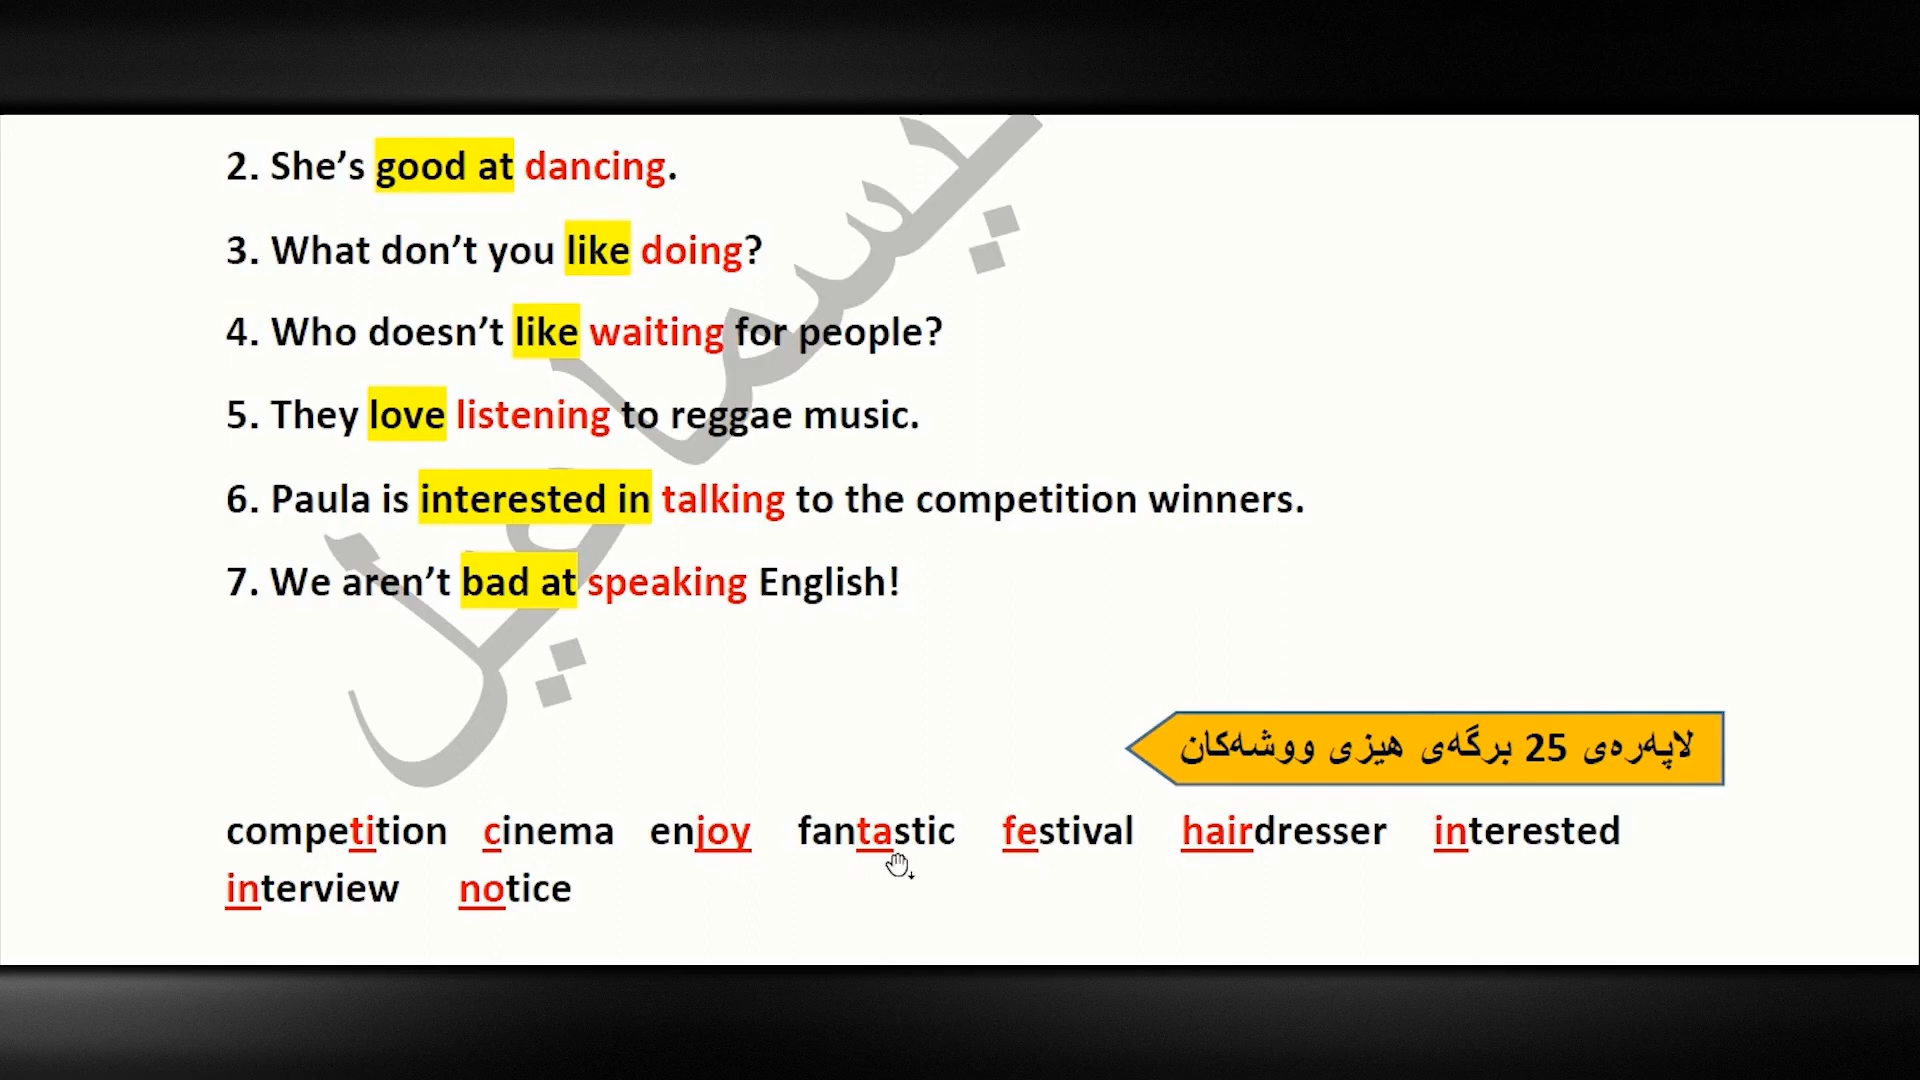 2. She’s good at dancing.
3. What don’t you like doing?
4. Who doesn’t like waiting for people?
5. They love listening to reggae music.
6. Paula is interested in talking to the competition winners.
7. We aren’t bad at speaking English!
لاپەڕەی 25 برگەی هیزی ووشەکان
competition cinema enjoy fantastic festival hairdresser interested
interview notice